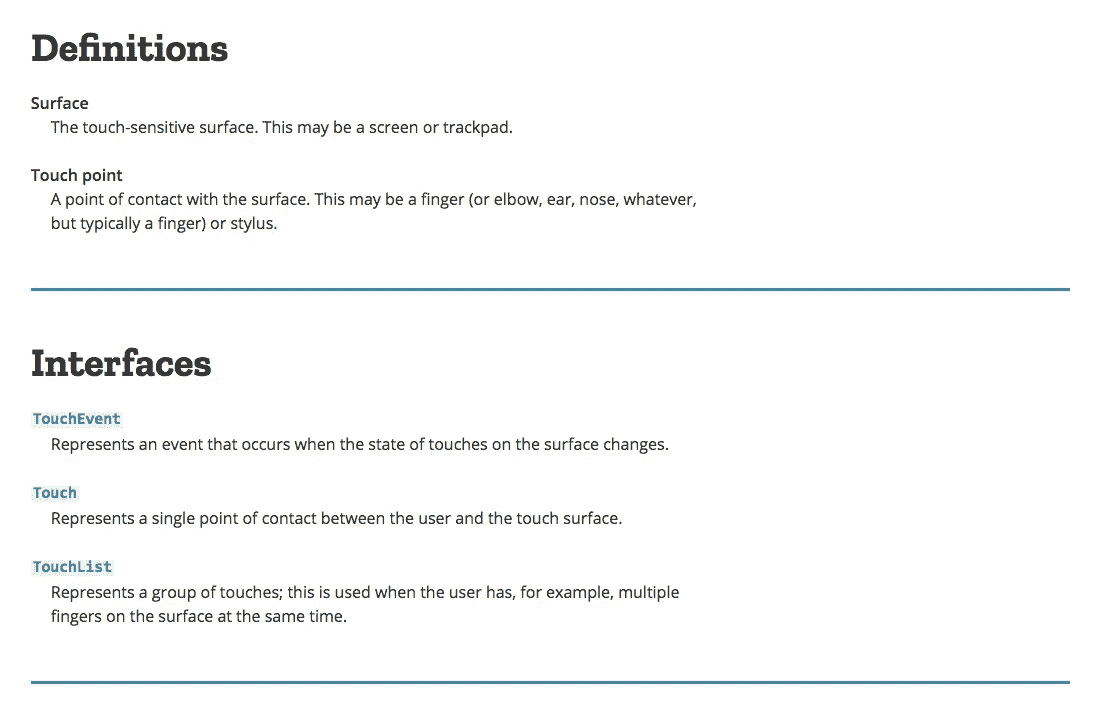 Definitions
Surface
The touch-sensitive surface. This may be a screen or trackpad.
Touch point
A point of contact with the surface. This may be a finger (or elbow, ear, nose, whatever,
but typically a finger) or stylus.
Interfaces
TouchEvent
Represents an event that occurs when the state of touches on the surface changes.
Touch
Represents a single point of contact between the user and the touch surface.
TouchList
Represents a group of touches; this is used when the user has, for example, multiple
fingers on the surface at the same time.